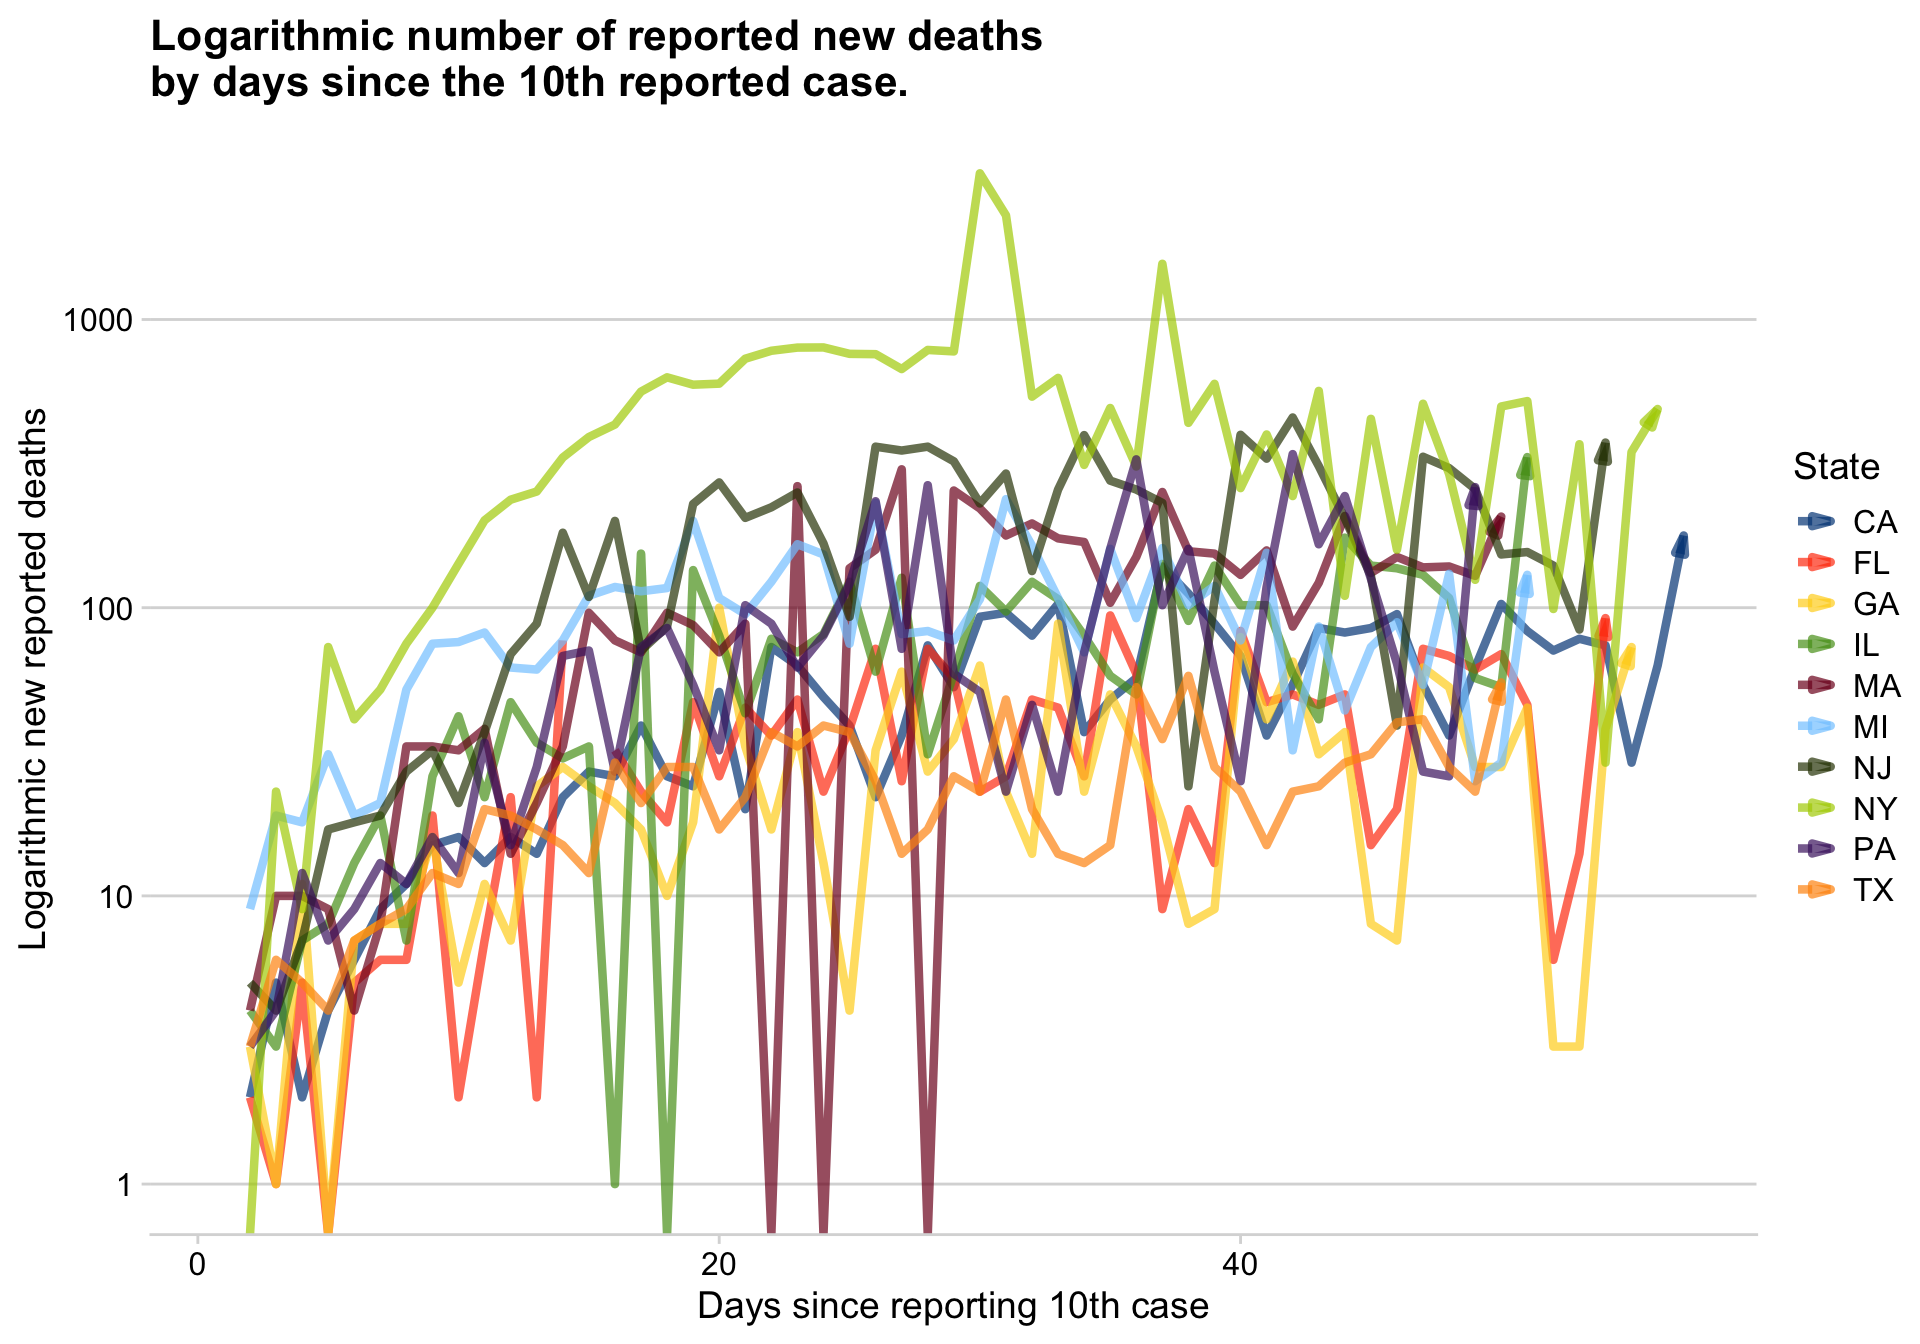 Logarithmic number of reported new deaths
by days since the 10th reported case.
Logarithmic new reported deaths
1000
100
10
1
0
20
40
Days since reporting 10th case
State
CA
FL
GA
IL
MA
MI
NJ
NY
PA
TX